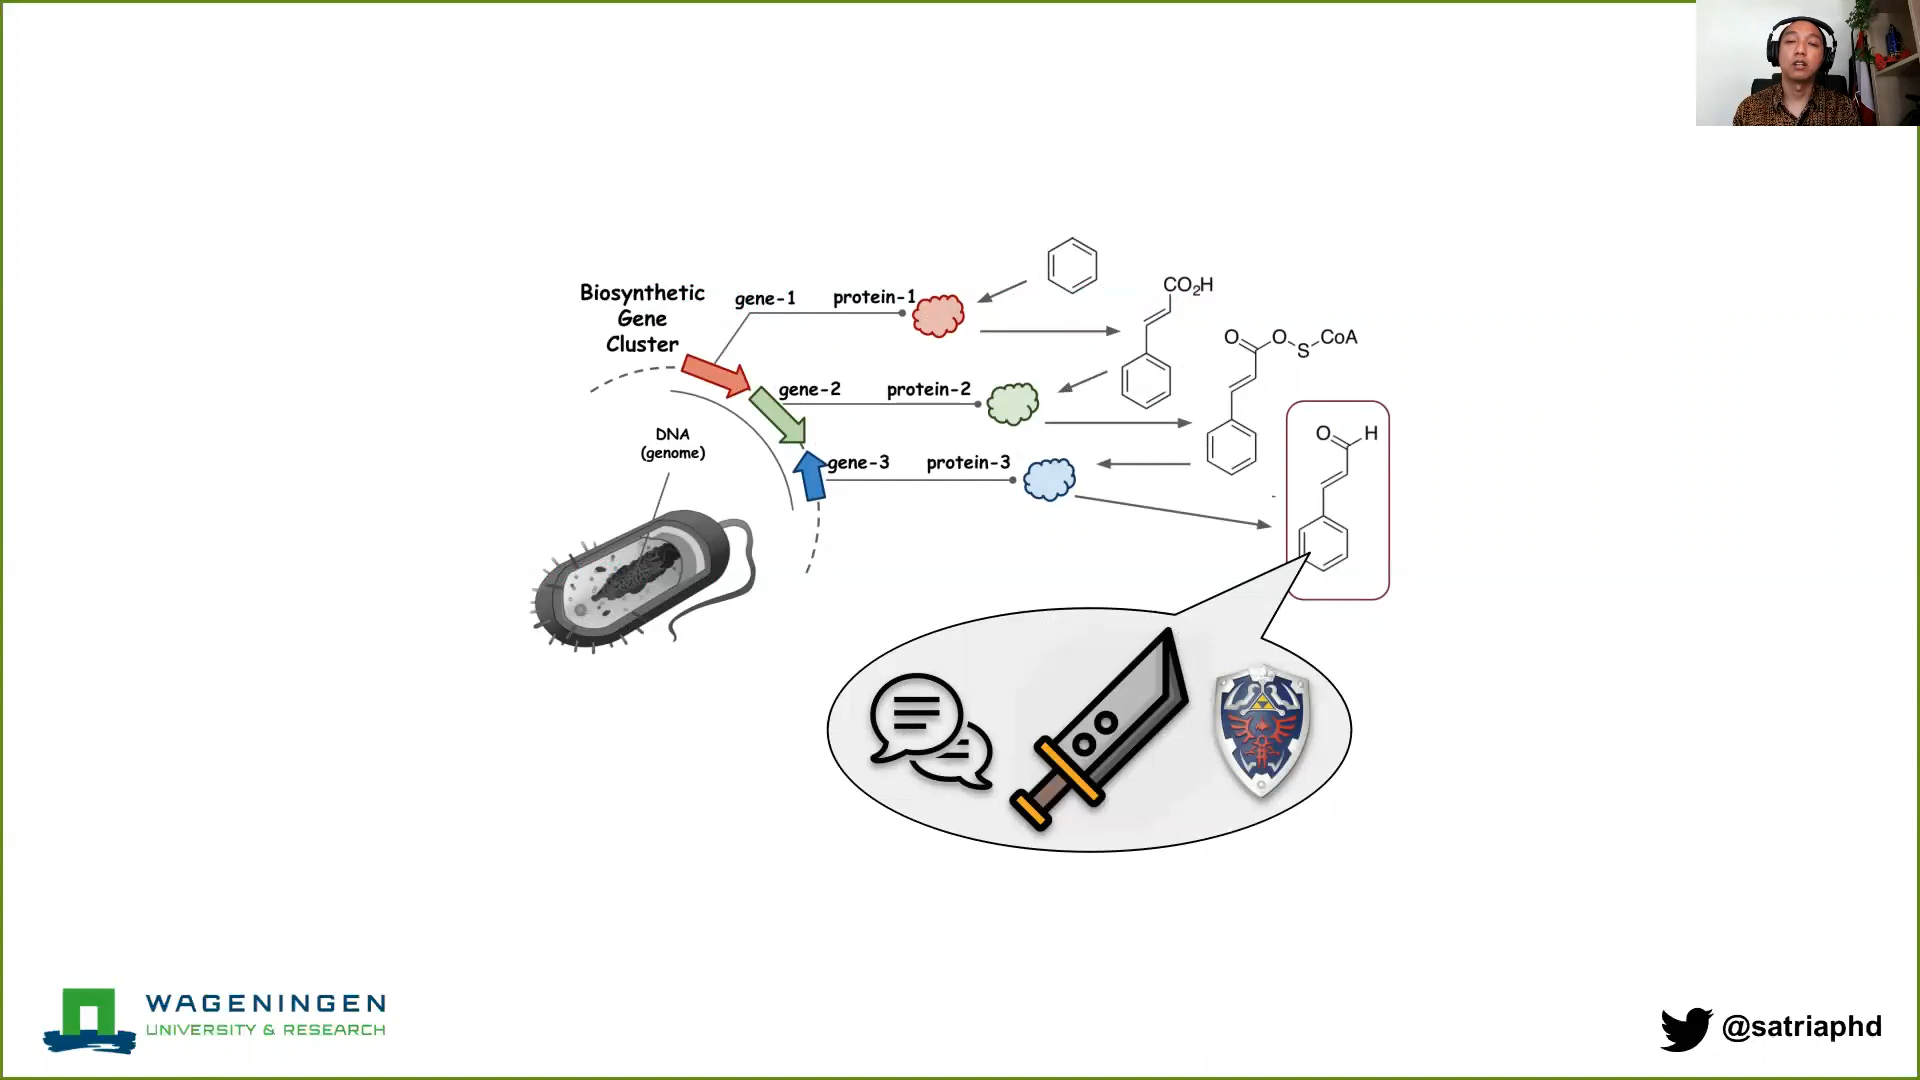 Biosynthetic
Gene
Cluster
gene-1
protein-1
CO₂H
gene-2
protein-2
O
O
S
CoA
gene-3
protein-3
O
H
DNA
(genome)
WAGENINGEN
UNIVERSITY & RESEARCH
@satriaphd